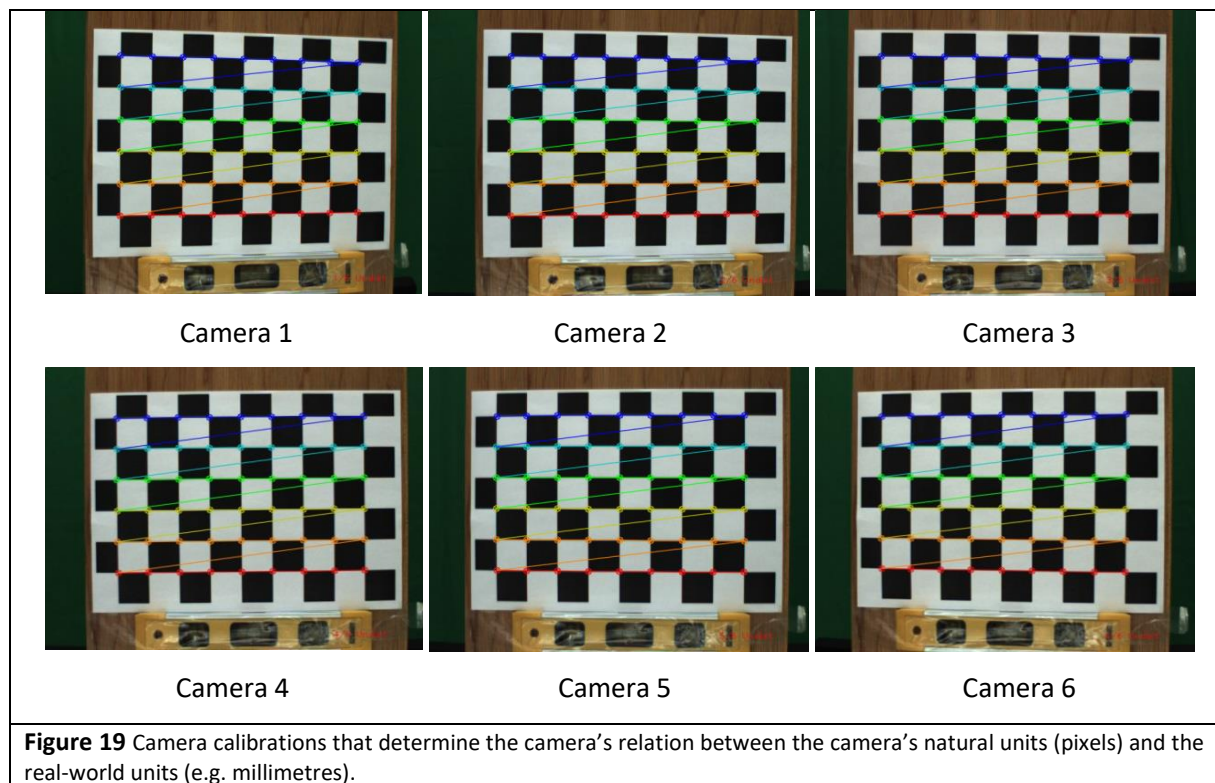 Camera 1
Camera 2
Camera 3
Camera 4
Camera 5
Camera 6
Figure 19 Camera calibrations that determine the camera’s relation between the camera’s natural units (pixels) and the
real-world units (e.g. millimetres).